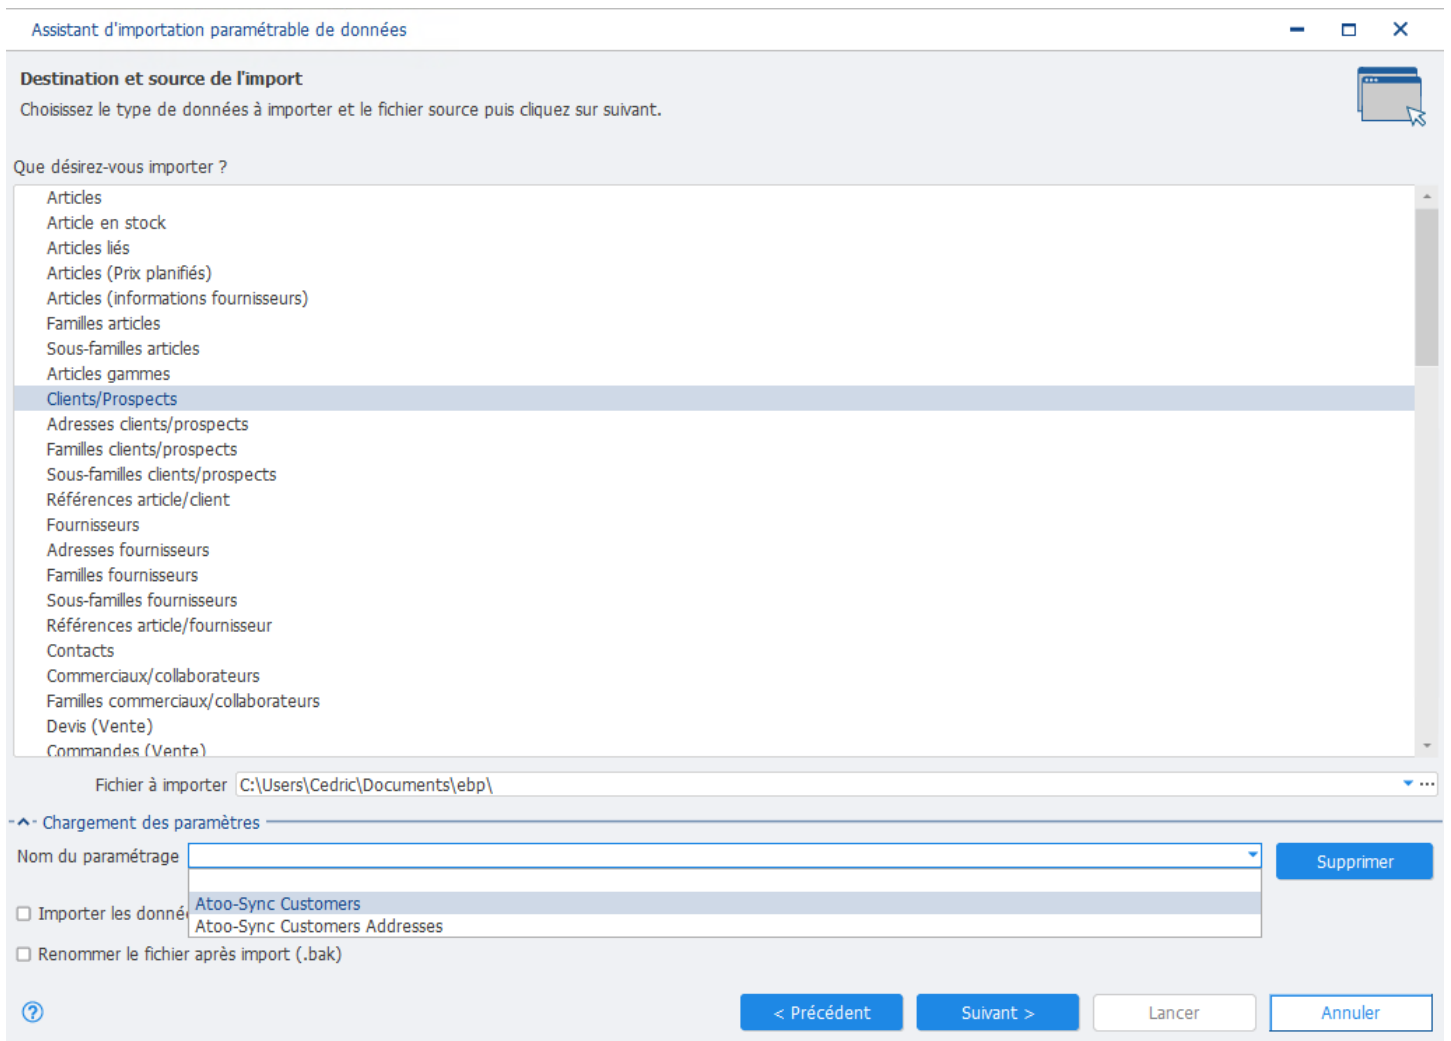 Assistant d'importation paramétrable de données
Destination et source de l'import
Choisissez le type de données à importer et le fichier source puis cliquez sur suivant.
Que désirez-vous importer ?
Articles
Article en stock
Articles liés
Articles (Prix planifiés)
Articles (informations fournisseurs)
Familles articles
Sous-familles articles
Articles gammes
Clients/Prospects
Adresses clients/prospects
Familles clients/prospects
Sous-familles clients/prospects
Références article/client
Fournisseurs
Adresses fournisseurs
Familles fournisseurs
Sous-familles fournisseurs
Références article/fournisseur
Contacts
Commerciaux/collaborateurs
Familles commerciaux/collaborateurs
Devis (Vente)
Commandes (Vente)
Fichier à importer C:\Users\Cedric\Documents\ebp\
Chargement des paramètres
Nom du paramétrage
Supprimer
Atoo-Sync Customers
Importer les donné
Atoo-Sync Customers Addresses
Renommer le fichier après import (.bak)
< Précédent Suivant > Lancer Annuler